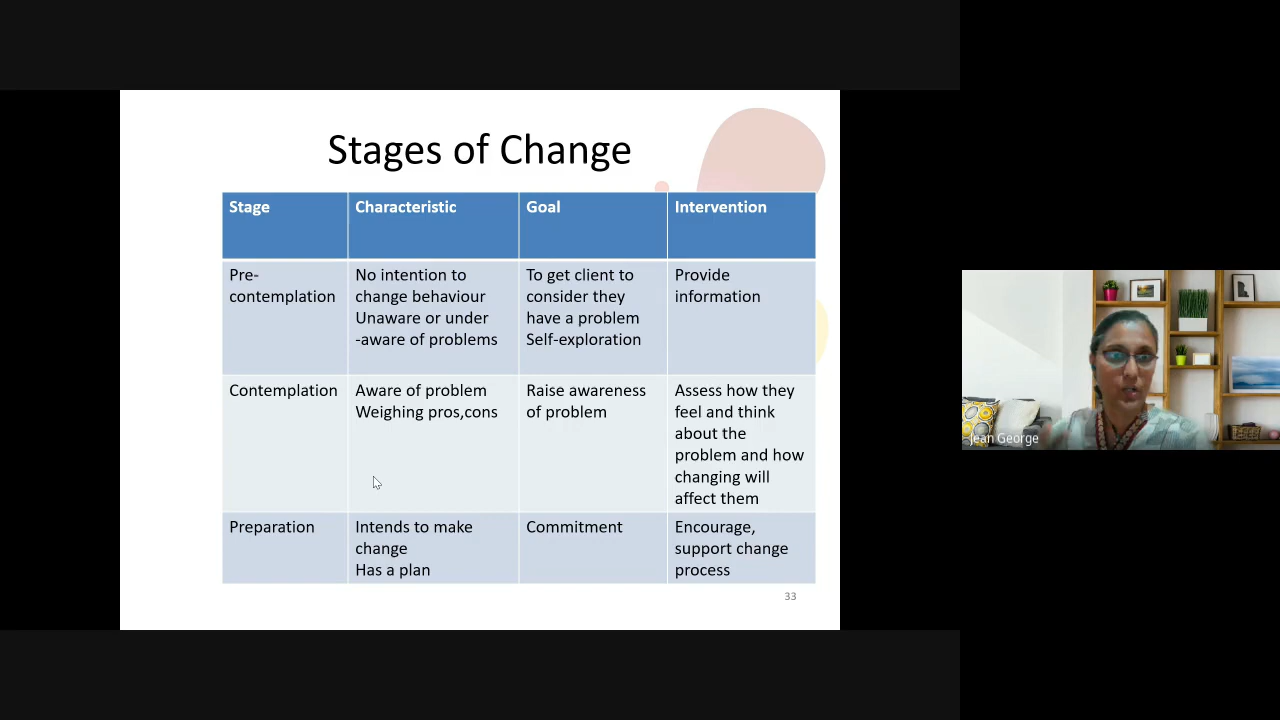 Stages of Change
Stage
Characteristic
Goal
Intervention
Pre-
contemplation
No intention to
change behaviour
Unaware or under
-aware of problems
To get client to
consider they
have a problem
Self-exploration
Provide
information
Contemplation
Aware of problem
Weighing pros,cons
Raise awareness
of problem
Assess how they
feel and think
about the
problem and how
changing will
affect them
Preparation
Intends to make
change
Has a plan
Commitment
Encourage,
support change
process
33
Jean George